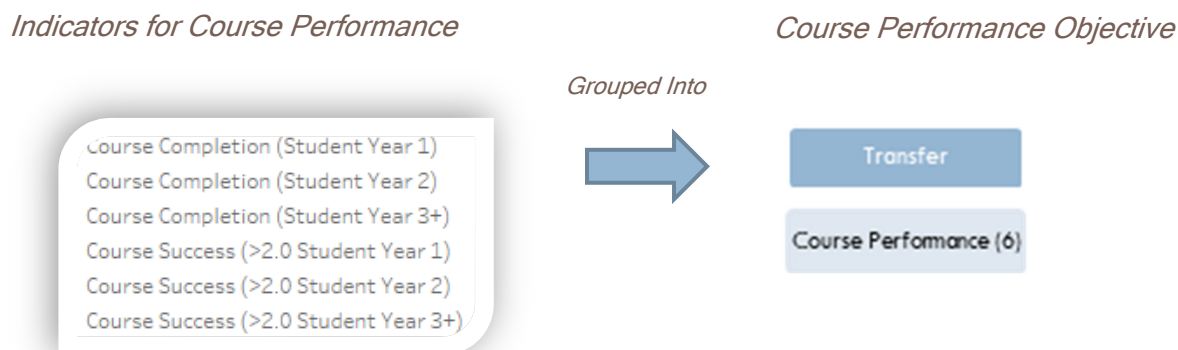 Indicators for Course Performance
Course Performance Objective
Grouped Into
Course Completion (Student Year 1)
Course Completion (Student Year 2)
Course Completion (Student Year 3+)
Course Success (>2.0 Student Year 1)
Course Success (>2.0 Student Year 2)
Course Success (>2.0 Student Year 3+)
Transfer
Course Performance (6)